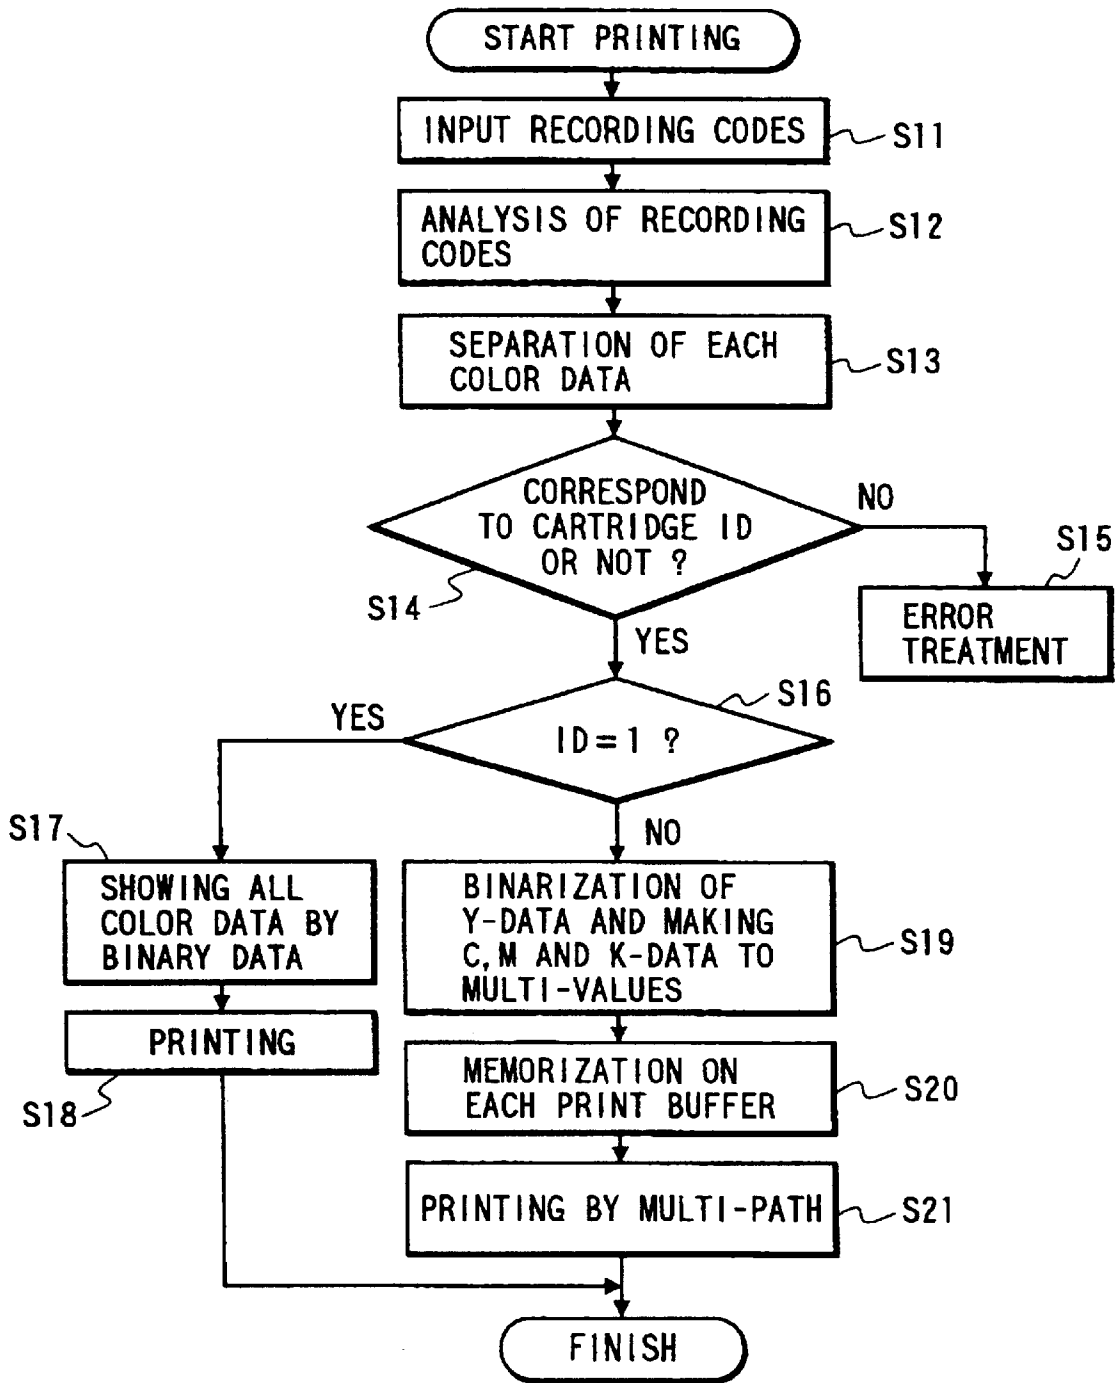 START PRINTING
INPUT RECORDING CODES
S11
ANALYSIS OF RECORDING
CODES
S12
SEPARATION OF EACH
COLOR DATA
S13
CORRESPOND
TO CARTRIDGE ID
OR NOT ?
S14
NO
S15
ERROR
TREATMENT
YES
S16
ID=1 ?
YES
NO
S17
SHOWING ALL
COLOR DATA BY
BINARY DATA
PRINTING
S18
BINARIZATION OF
Y-DATA AND MAKING
C,M AND K-DATA TO
MULTI-VALUES
S19
MEMORIZATION ON
EACH PRINT BUFFER
S20
PRINTING BY MULTI-PATH
S21
FINISH